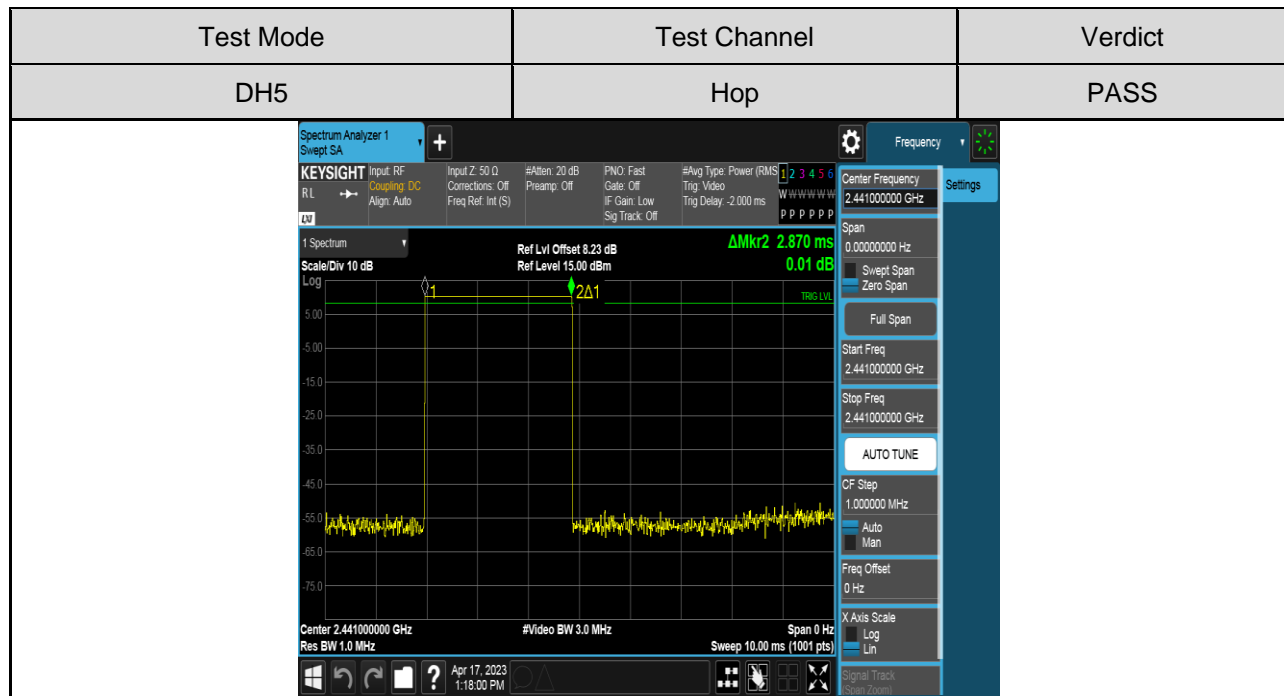 Test Mode Test Channel Verdict
DH5 Hop PASS
Spectrum Analyzer 1
Swept SA
+
Frequency
KEYSIGHT Input: RF Input Z: 50 Ω #Atten: 20 dB PNO: Fast #Avg Type: Power (RMS 1 2 3 4 5 6
RL Coupling: DC Corrections: Off Preamp: Off Gate: Off Trig: Video W W W W W W
Align: Auto Freq Ref: Int (S) IF Gain: Low Trig Delay: -2.000 ms
LXI Sig Track: Off P P P P P P
1 Spectrum Ref Lvl Offset 8.23 dB ΔMkr2 2.870 ms
Scale/Div 10 dB Ref Level 15.00 dBm 0.01 dB
Log
1 2Δ1 TRIG LVL
5.00
-5.00
-15.0
-25.0
-35.0
-45.0
-55.0
-65.0
-75.0
Center 2.441000000 GHz #Video BW 3.0 MHz Span 0 Hz
Res BW 1.0 MHz Sweep 10.00 ms (1001 pts)
? Apr 17, 2023
1:18:00 PM
Center Frequency
2.441000000 GHz
Settings
Span
0.00000000 Hz
Swept Span
Zero Span
Full Span
Start Freq
2.441000000 GHz
Stop Freq
2.441000000 GHz
AUTO TUNE
CF Step
1.000000 MHz
Auto
Man
Freq Offset
0 Hz
X Axis Scale
Log
Lin
Signal Track
(Span Zoom)